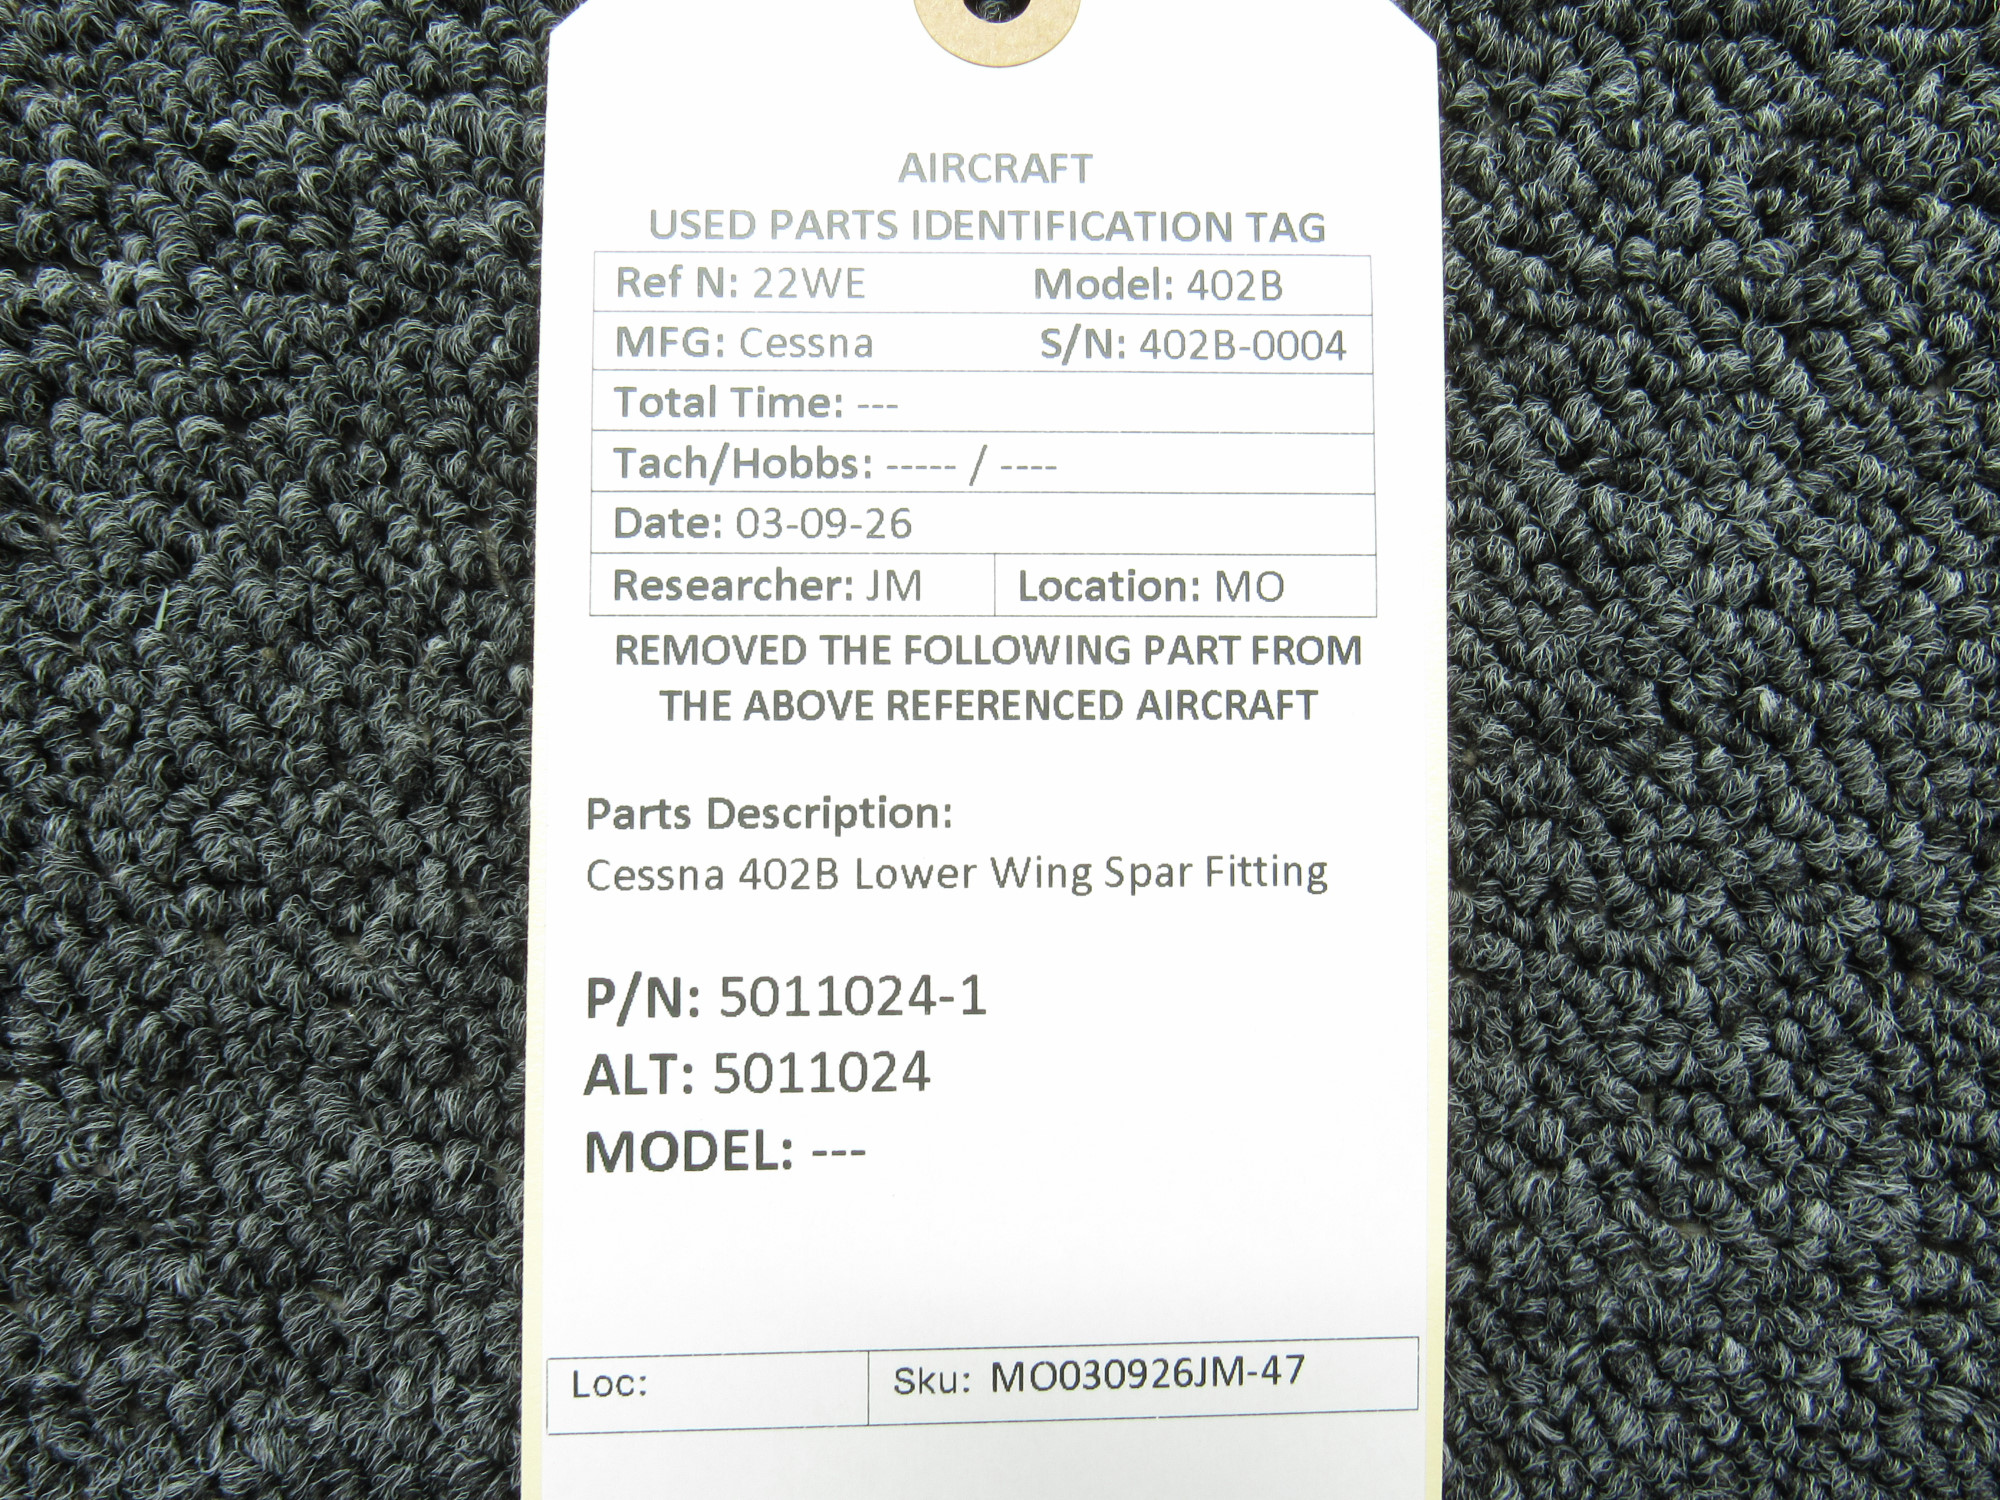 AIRCRAFT
USED PARTS IDENTIFICATION TAG
Ref N: 22WE Model: 402B
MFG: Cessna S/N: 402B-0004
Total Time: ---
Tach/Hobbs: ----- / ----
Date: 03-09-26
Researcher: JM Location: MO
REMOVED THE FOLLOWING PART FROM
THE ABOVE REFERENCED AIRCRAFT
Parts Description:
Cessna 402B Lower Wing Spar Fitting
P/N: 5011024-1
ALT: 5011024
MODEL: ---
Loc: Sku: MO030926JM-47